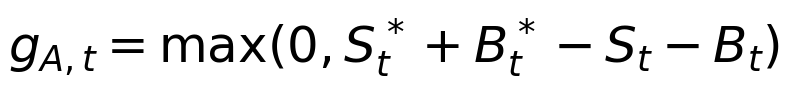 $g_{A,t} = \max(0, S_t^* + B_t^* - S_t - B_t)$